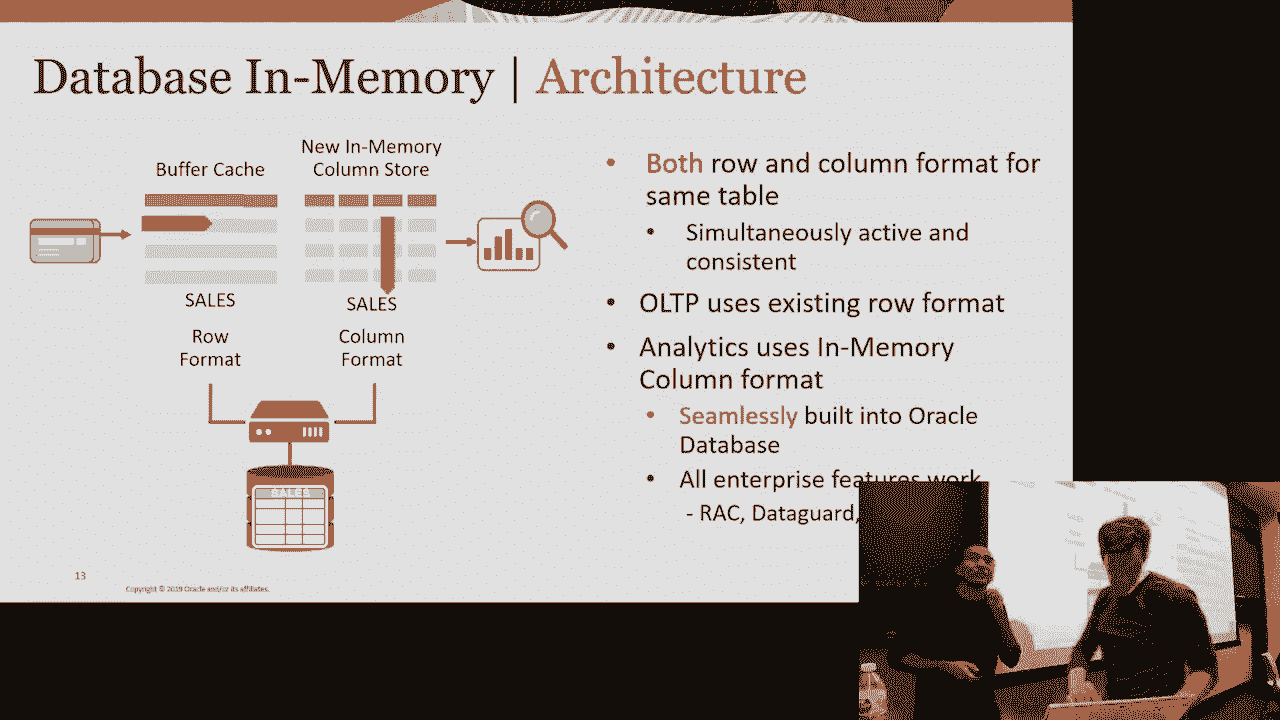 Database In-Memory | Architecture
Buffer Cache
New In-Memory
Column Store
SALES
SALES
Row
Format
Column
Format
SALES
• Both row and column format for
same table
• Simultaneously active and
consistent
• OLTP uses existing row format
• Analytics uses In-Memory
Column format
• Seamlessly built into Oracle
Database
• All enterprise features work
- RAC, Dataguard,
13
Copyright © 2019 Oracle and/or its affiliates.